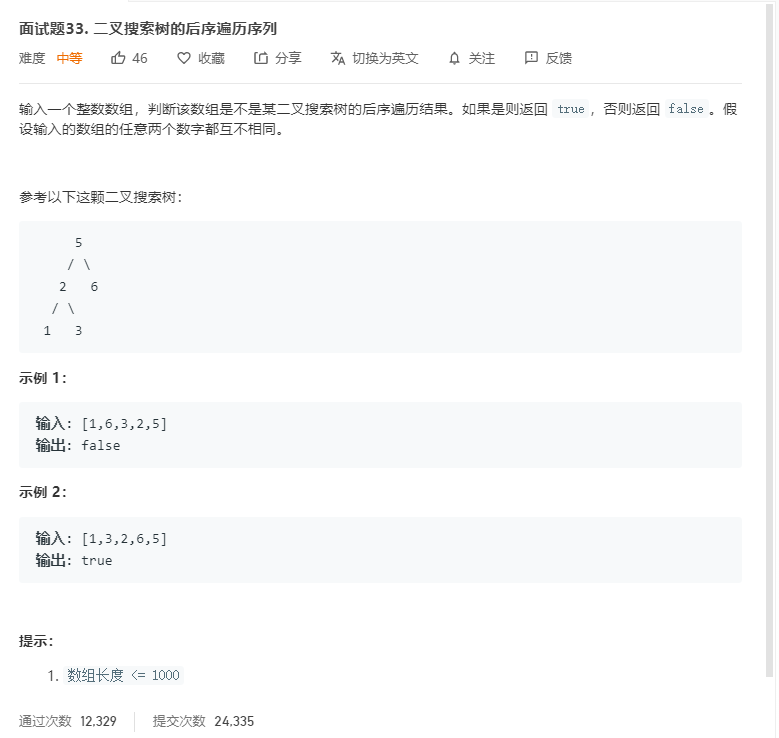 面试题33. 二叉搜索树的后序遍历序列
难度 中等 46 收藏 分享 切换为英文 关注 反馈
输入一个整数数组，判断该数组是不是某二叉搜索树的后序遍历结果。如果是则返回 true，否则返回 false。假
设输入的数组的任意两个数字都互不相同。
参考以下这颗二叉搜索树：
5
/ \
2 6
/ \
1 3
示例 1：
输入: [1,6,3,2,5]
输出: false
示例 2：
输入: [1,3,2,6,5]
输出: true
提示：
1. 数组长度 <= 1000
通过次数 12,329 提交次数 24,335